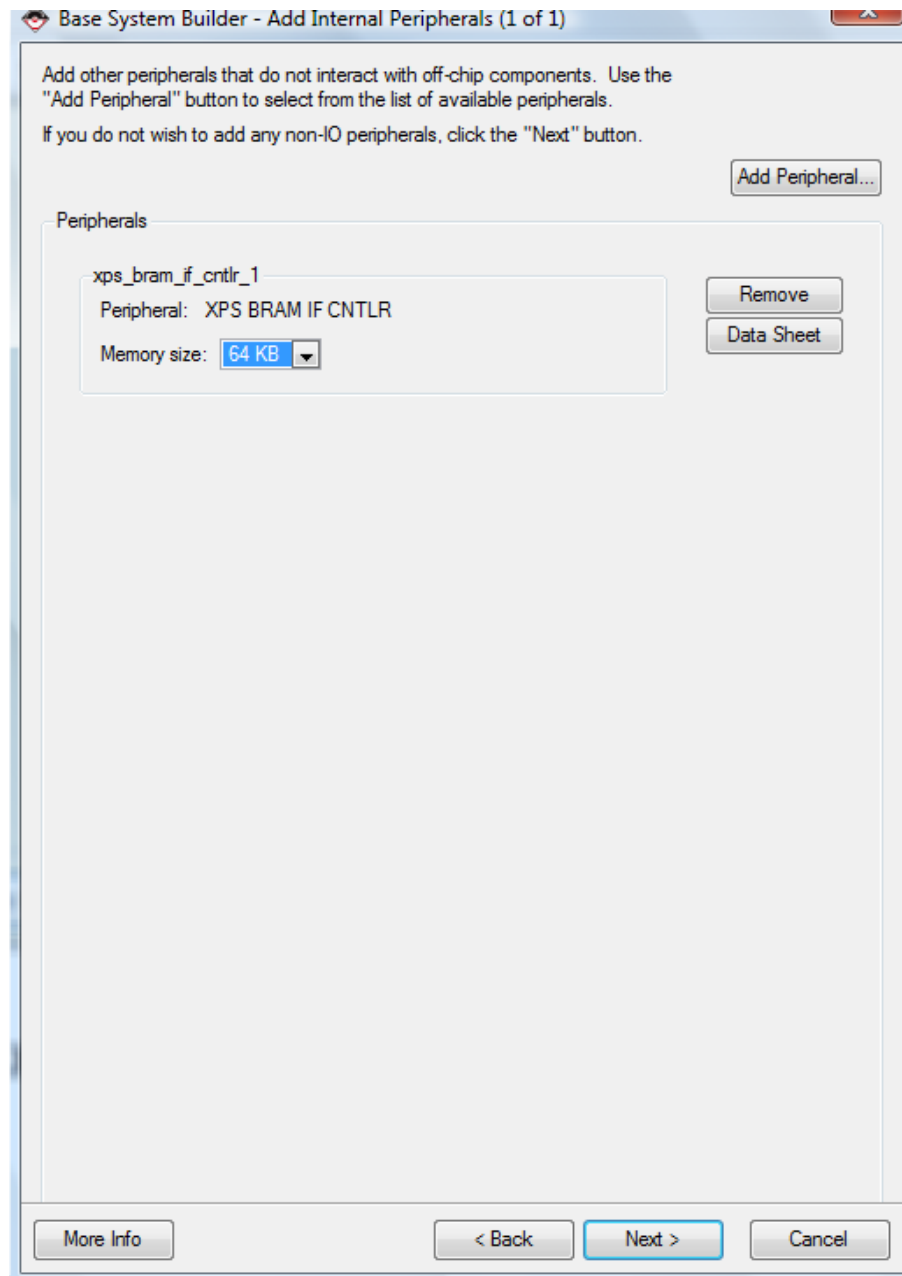 Base System Builder - Add Internal Peripherals (1 of 1)
Add other peripherals that do not interact with off-chip components. Use the
"Add Peripheral" button to select from the list of available peripherals.
If you do not wish to add any non-IO peripherals, click the "Next" button.
Add Peripheral...
Peripherals
xps_bram_if_cntlr_1
Peripheral: XPS BRAM IF CNTLR
Remove
Memory size: 64 KB
Data Sheet
More Info
< Back
Next >
Cancel